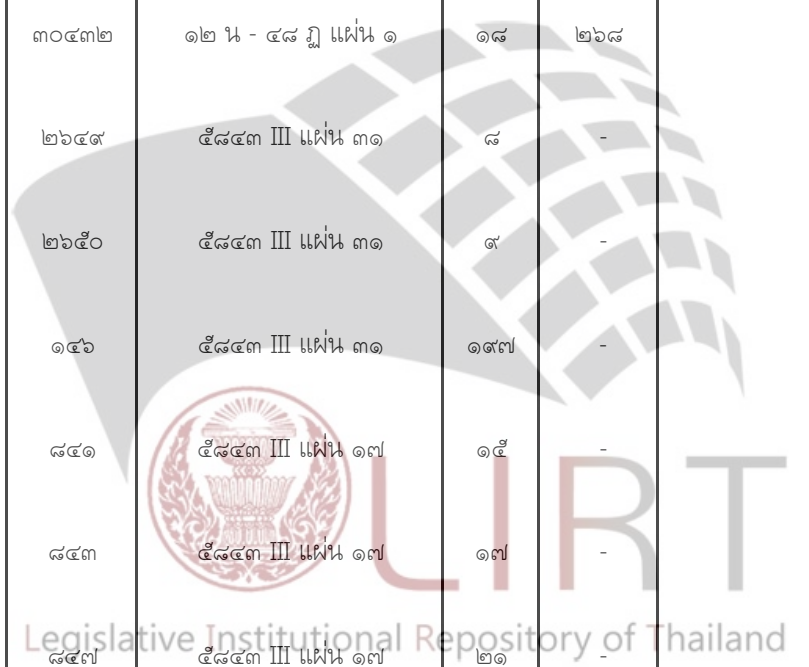 ๓๐๔๓๒ ๑๒ น - ๔๘ ฎ แผ่น ๑ ๑๘ ๒๖๘
๒๖๔๙ ๕๘๔๓ III แผ่น ๓๑ ๘ -
๒๖๕๐ ๕๘๔๓ III แผ่น ๓๑ ๙ -
๑๔๖ ๕๘๔๓ III แผ่น ๓๑ ๑๙๗ -
๘๔๑ ๕๘๔๓ III แผ่น ๑๗ ๑๕ -
LIRT
๘๔๓ ๕๘๔๓ III แผ่น ๑๗ ๑๗ -
Legislative Institutional Repository of Thailand
๘๔๗ ๕๘๔๓ III แผ่น ๑๗ ๒๑ -